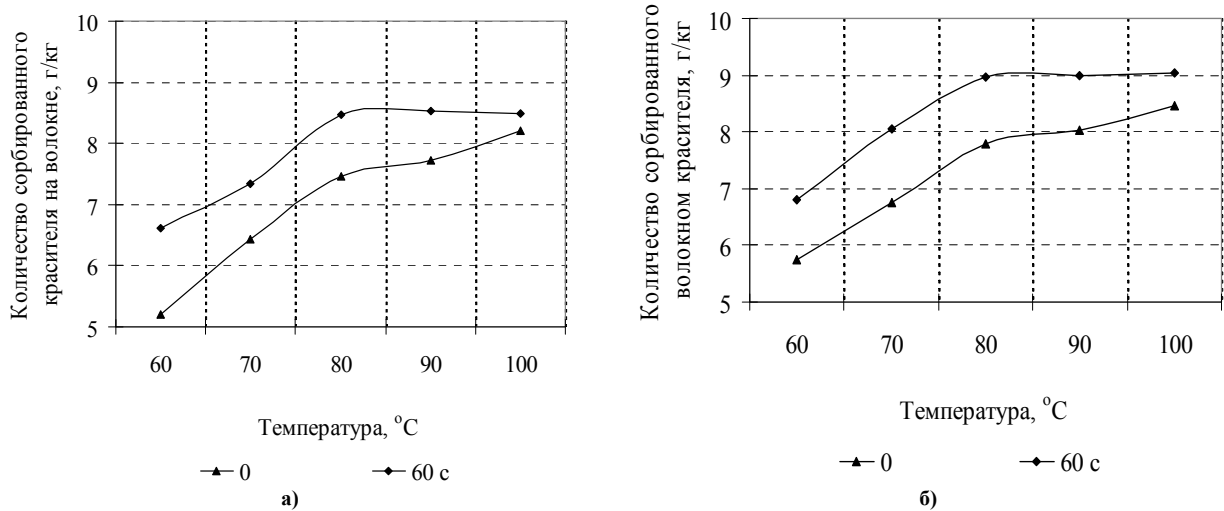 Количество сорбированного
красителя на волокне, г/кг
10
9
8
7
6
5
60 70 80 90 100
Температура, °С
0 60 с
а)
Количество сорбированного
волокном красителя, г/кг
10
9
8
7
6
5
60 70 80 90 100
Температура, °С
0 60 с
б)